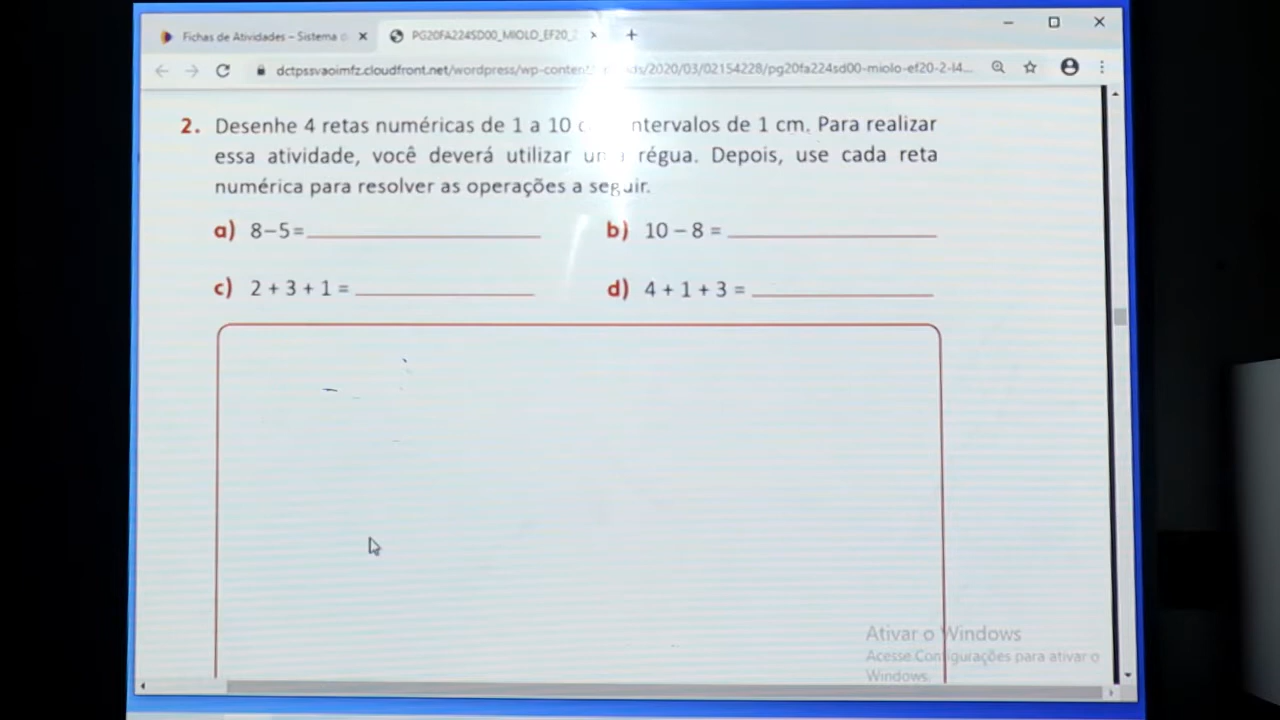 Fichas de Atividades – Sistema
PG20FA224SD00_MIOLO_EF20_2
dctpssvaoimfz.cloudfront.net/wordpress/wp-content ds/2020/03/02154228/pg20fa224sd00-miolo-ef20-2-l4...
2. Desenhe 4 retas numéricas de 1 a 10 intervalos de 1 cm. Para realizar
essa atividade, você deverá utilizar uma régua. Depois, use cada reta
numérica para resolver as operações a seguir.
a) 8–5= b) 10 – 8 =
c) 2 + 3 + 1 = d) 4 + 1 + 3 =
Ativar o Windows
Acesse Configurações para ativar o
Windows.